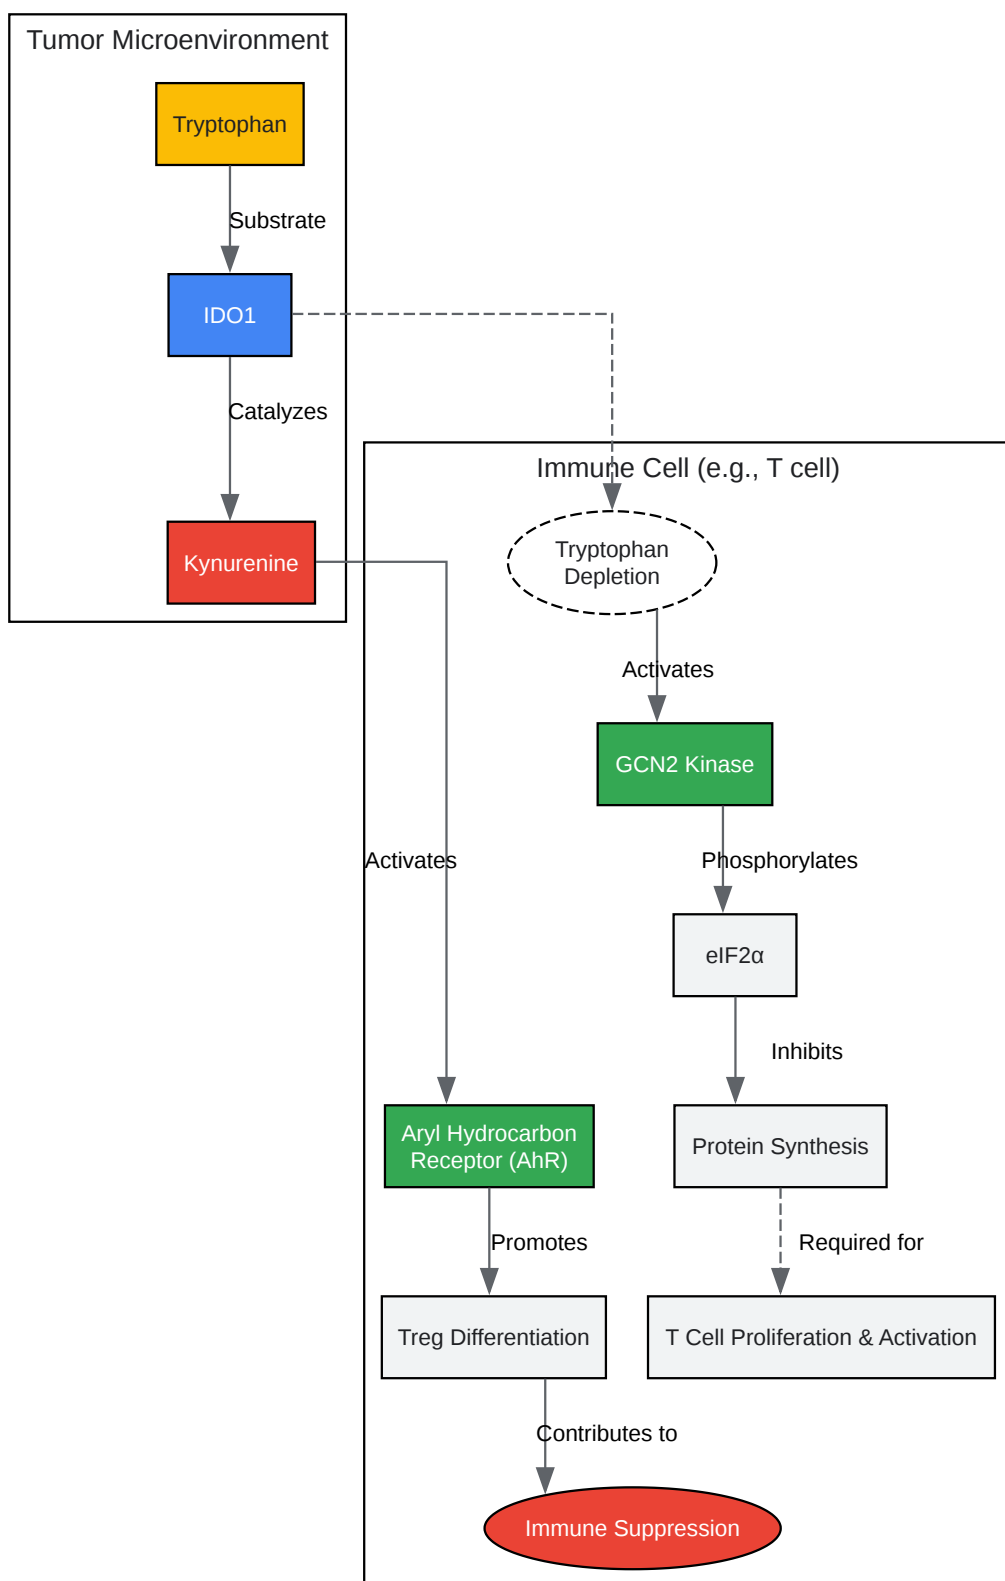 Tumor Microenvironment
Tryptophan
Substrate
IDO1
Catalyzes
Kynurenine
Immune Cell (e.g., T cell)
Tryptophan
Depletion
Activates
GCN2 Kinase
Activates
Phosphorylates
eIF2α
Inhibits
Aryl Hydrocarbon
Receptor (AhR)
Protein Synthesis
Promotes
Required for
Treg Differentiation
T Cell Proliferation & Activation
Contributes to
Immune Suppression